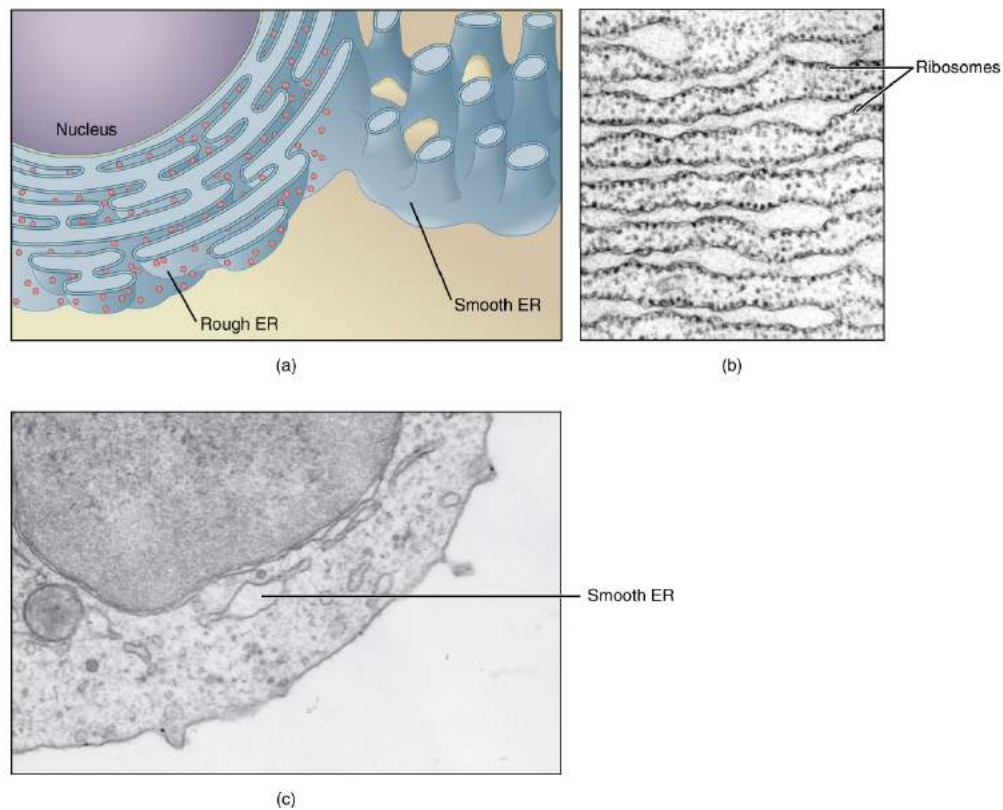 Nucleus
Rough ER
Smooth ER
(a)
Ribosomes
(b)
Smooth ER
(c)